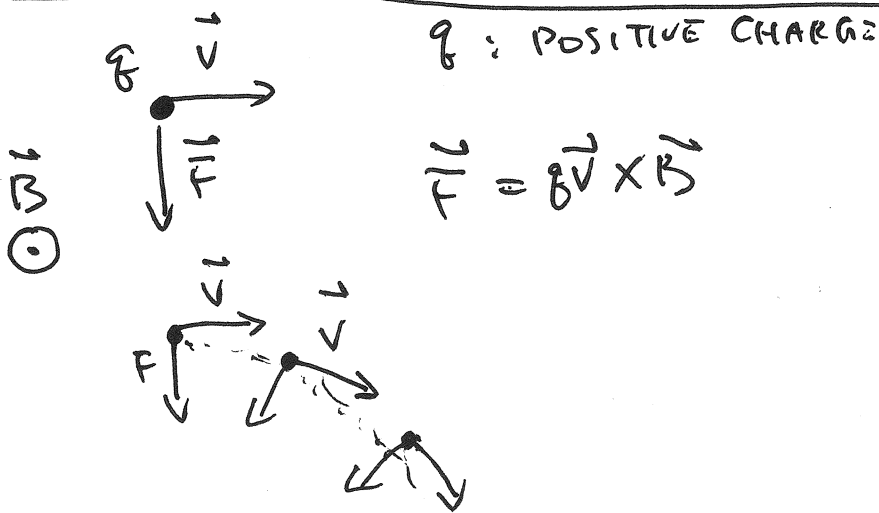 q V⃗
q : POSITIVE CHARGE
F⃗
B⃗
F⃗ = qV⃗ × B⃗
V⃗
V⃗
F